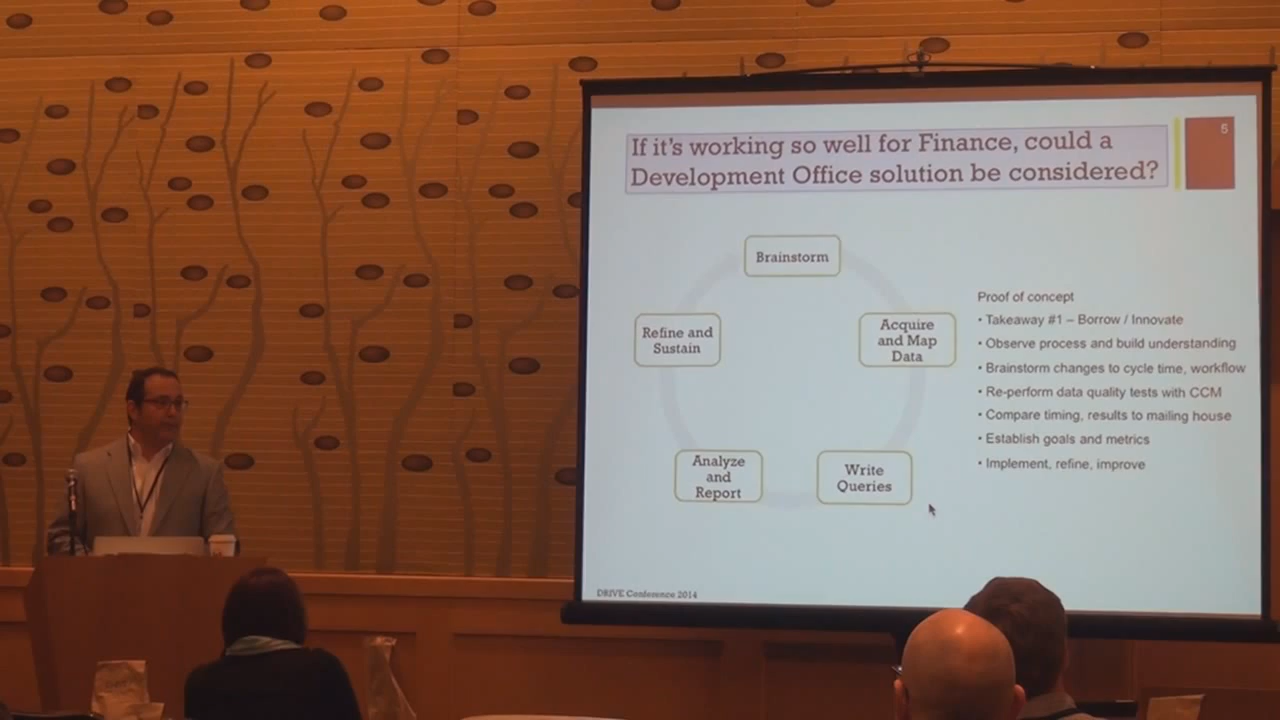 If it's working so well for Finance, could a
Development Office solution be considered?
6
Brainstorm
Refine and
Sustain
Acquire
and Map
Data
Analyze
and
Report
Write
Queries
Proof of concept
• Takeaway #1 – Borrow / Innovate
• Observe process and build understanding
• Brainstorm changes to cycle time, workflow
• Re-perform data quality tests with CCM
• Compare timing, results to mailing house
• Establish goals and metrics
• Implement, refine, improve
DRIVE Conference 2014